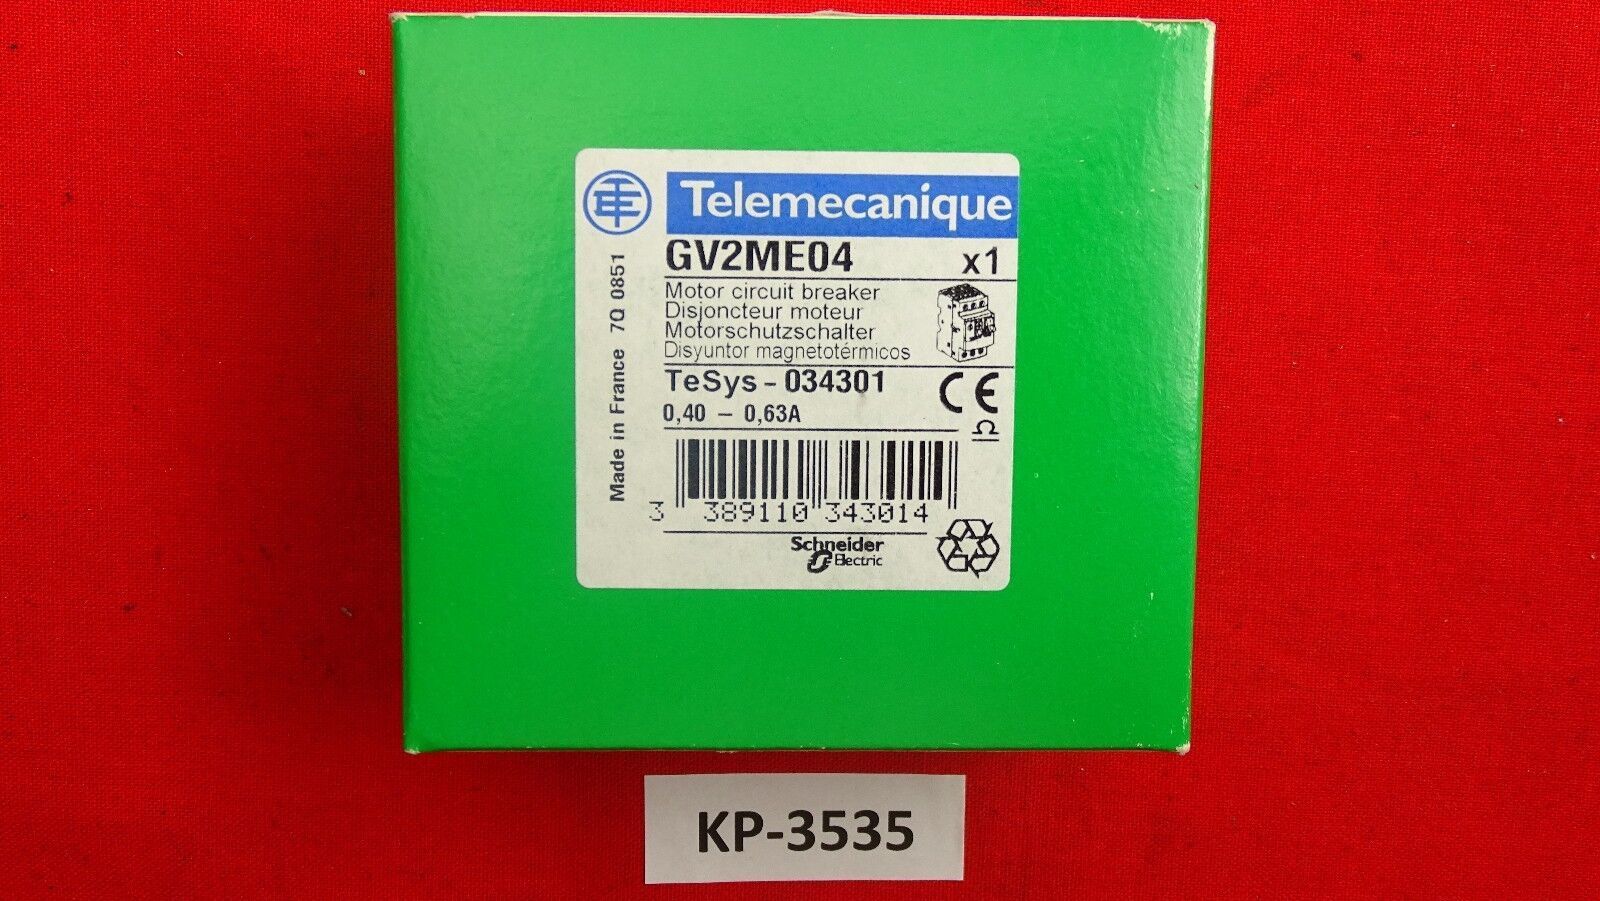 Telemecanique
GV2ME04 x1
Motor circuit breaker
Disjoncteur moteur
Motorschutzschalter
Disyuntor magnetotérmicos
TeSys - 034301
0,40 – 0,63A
CE
Made in France 7Q 0851
3 389110 343014
Schneider
Electric
KP-3535